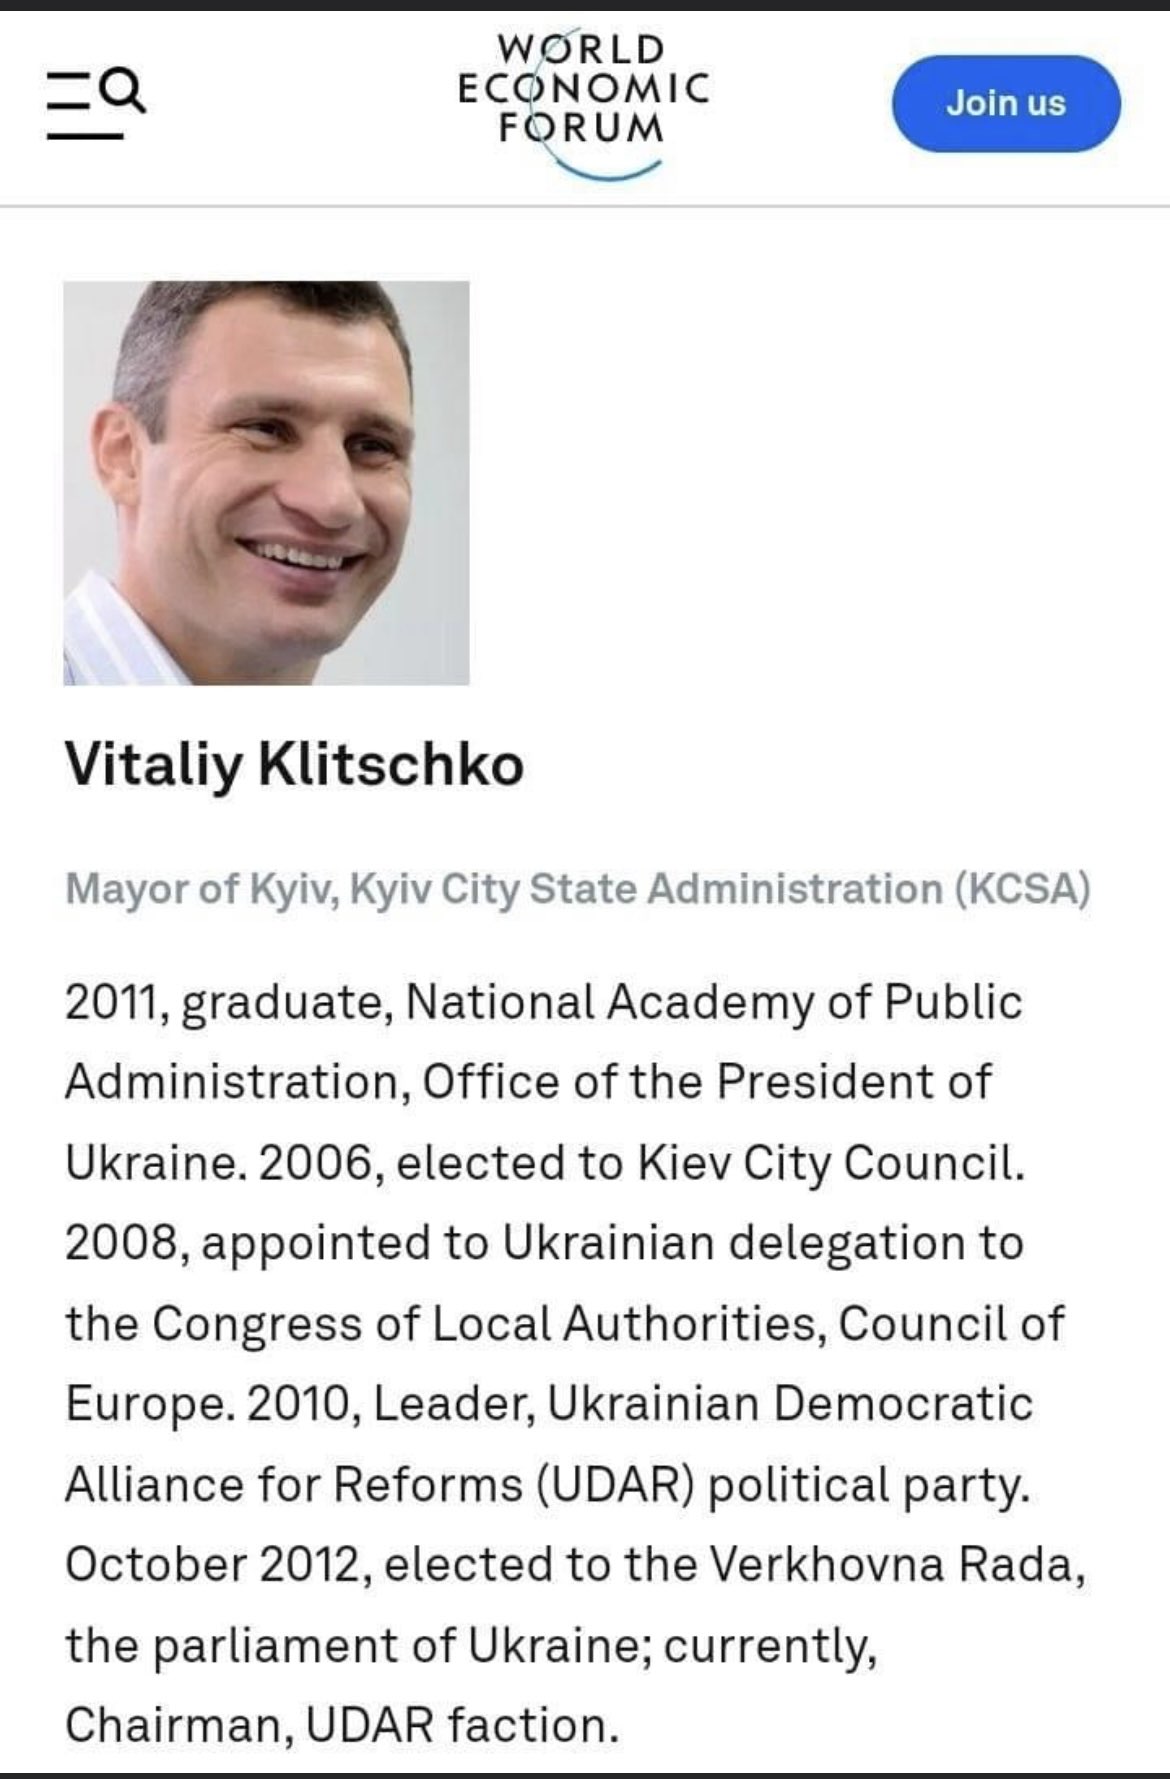 WORLD
ECONOMIC
FORUM
Join us
Vitaliy Klitschko
Mayor of Kyiv, Kyiv City State Administration (KCSA)
2011, graduate, National Academy of Public
Administration, Office of the President of
Ukraine. 2006, elected to Kiev City Council.
2008, appointed to Ukrainian delegation to
the Congress of Local Authorities, Council of
Europe. 2010, Leader, Ukrainian Democratic
Alliance for Reforms (UDAR) political party.
October 2012, elected to the Verkhovna Rada,
the parliament of Ukraine; currently,
Chairman, UDAR faction.